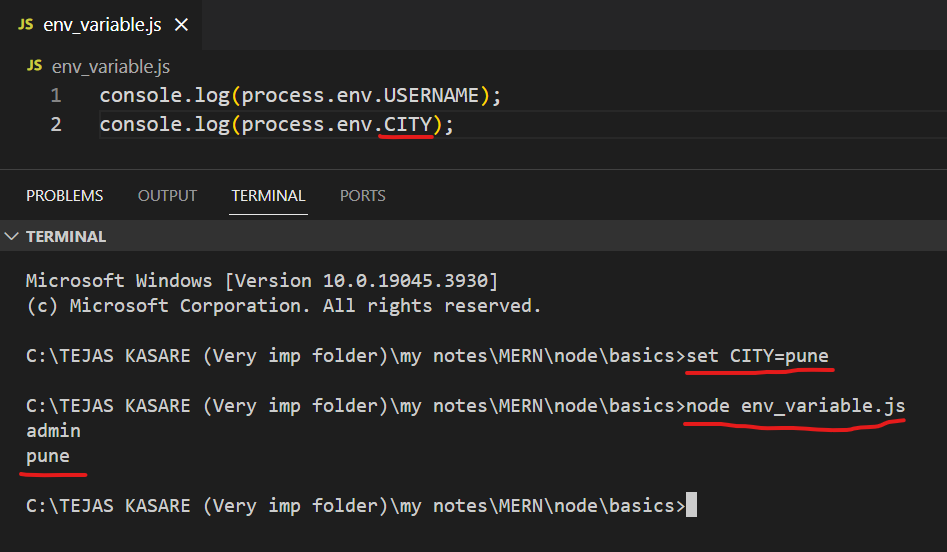 JS env_variable.js ×
JS env_variable.js
1 console.log(process.env.USERNAME);
2 console.log(process.env.CITY);
PROBLEMS OUTPUT TERMINAL PORTS
TERMINAL
Microsoft Windows [Version 10.0.19045.3930]
(c) Microsoft Corporation. All rights reserved.
C:\TEJAS KASARE (Very imp folder)\my notes\MERN\node\basics>set CITY=pune
C:\TEJAS KASARE (Very imp folder)\my notes\MERN\node\basics>node env_variable.js
admin
pune
C:\TEJAS KASARE (Very imp folder)\my notes\MERN\node\basics>